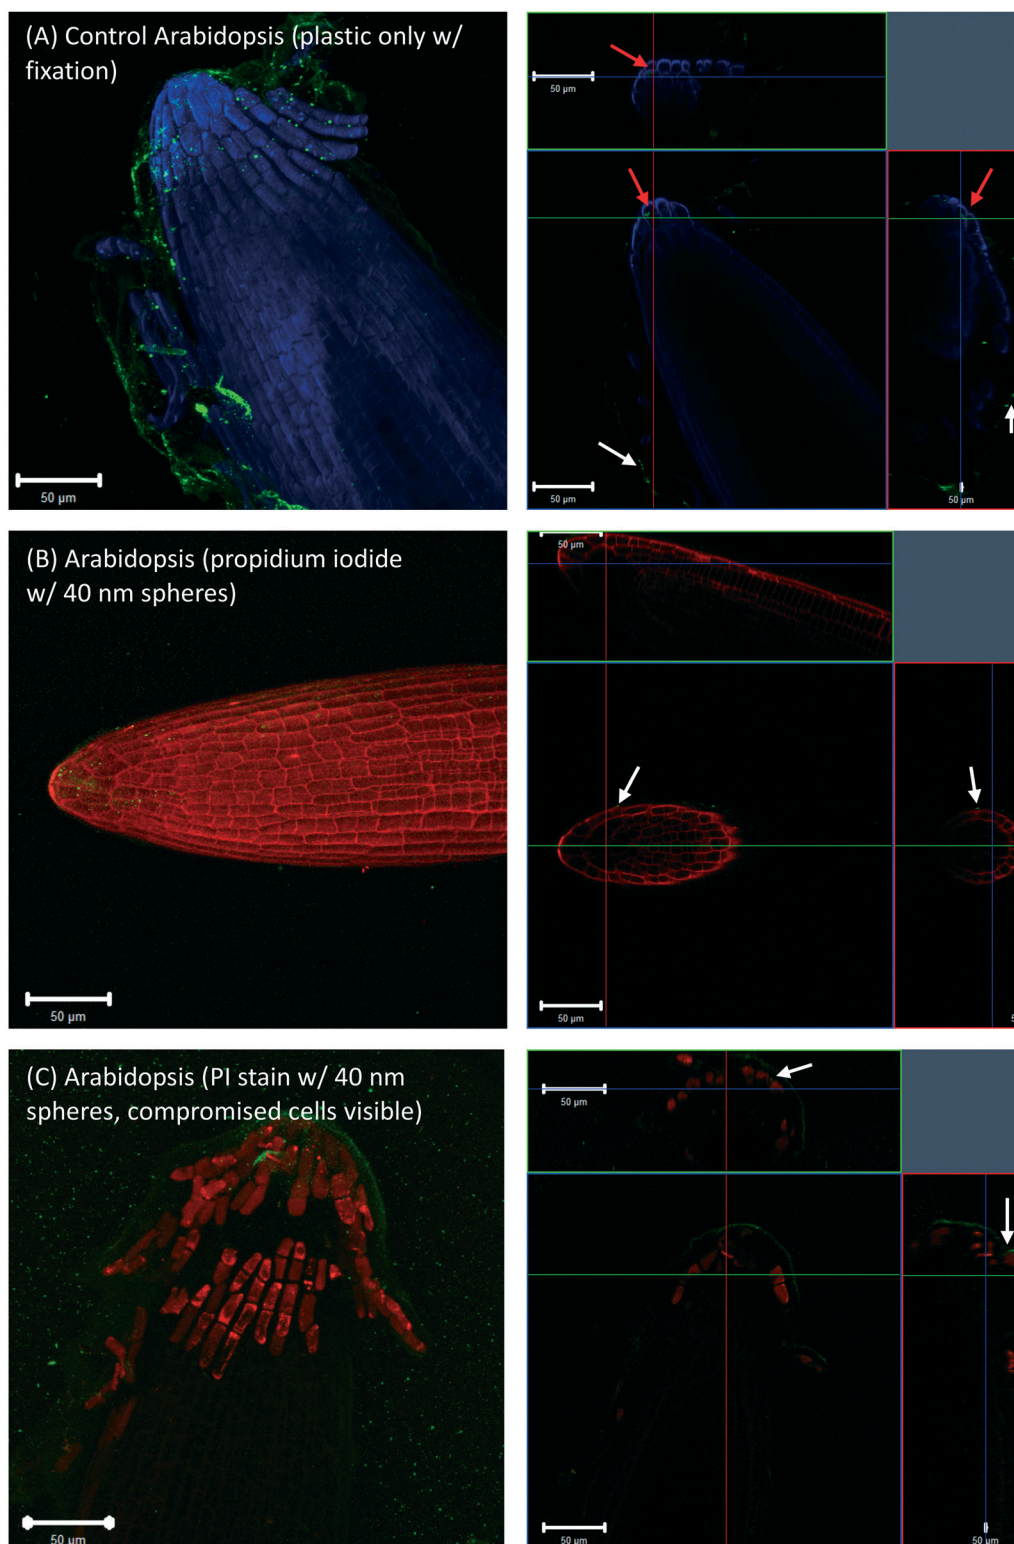 (A) Control Arabidopsis (plastic only w/
fixation)
50 µm
50 µm
50 µm
50 µm
(B) Arabidopsis (propidium iodide
w/ 40 nm spheres)
50 µm
50 µm
50 µm
(C) Arabidopsis (PI stain w/ 40 nm
spheres, compromised cells visible)
50 µm
50 µm
50 µm
50 µm